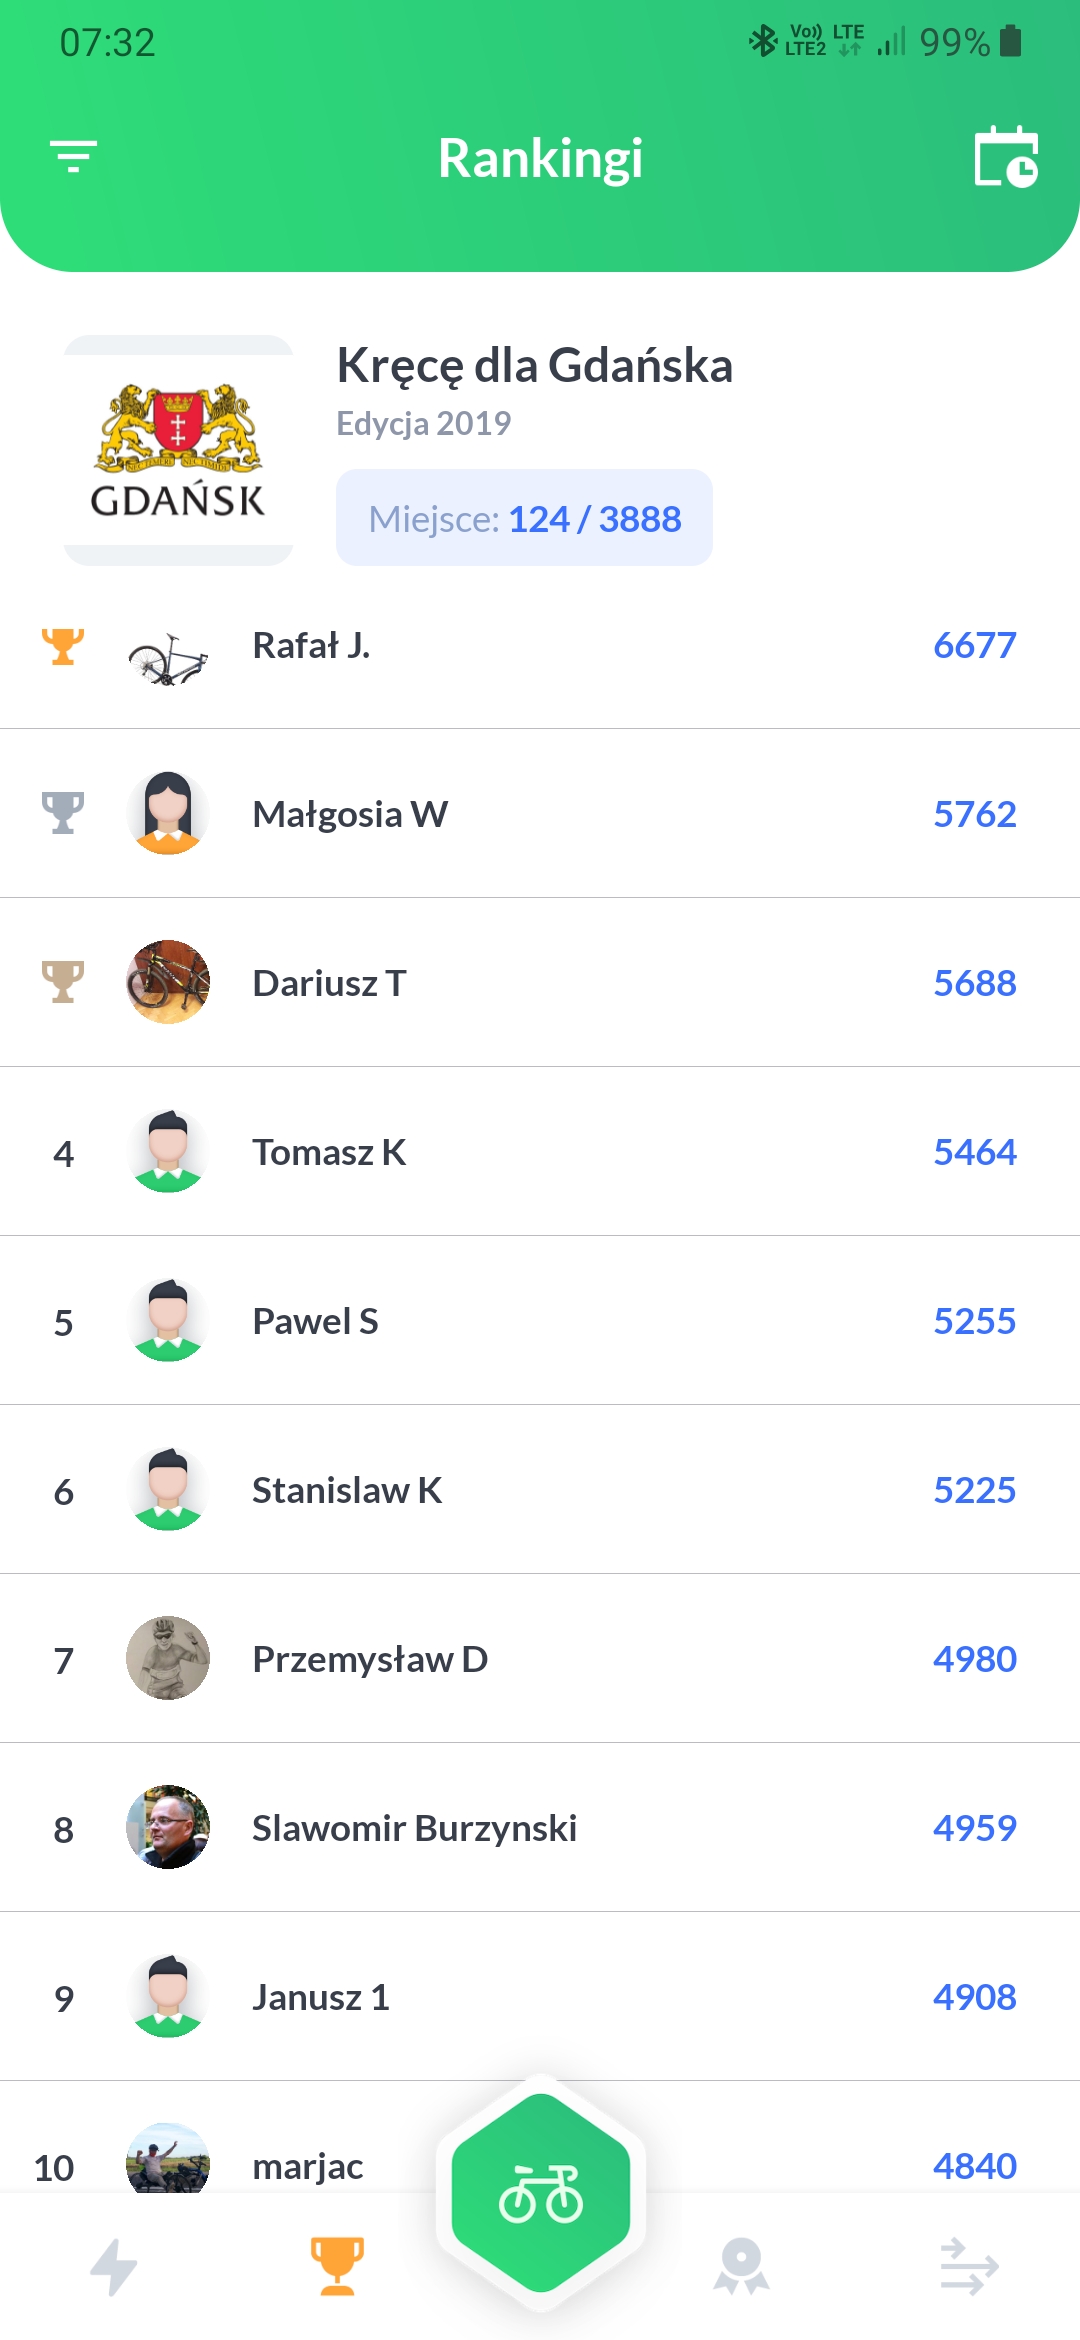 07:32
Vo)) LTE
LTE2
99%
Rankingi
Kręcę dla Gdańska
Edycja 2019
GDAŃSK
Miejsce: 124 / 3888
Rafał J. 6677
Małgosia W 5762
Dariusz T 5688
4 Tomasz K 5464
5 Pawel S 5255
6 Stanislaw K 5225
7 Przemysław D 4980
8 Slawomir Burzynski 4959
9 Janusz 1 4908
10 marjac 4840